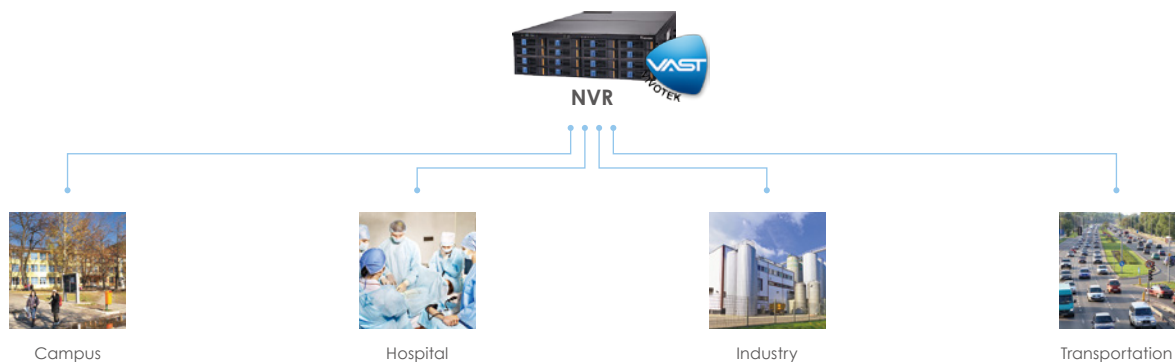 VAST
VIVOTEK
NVR
Campus
Hospital
Industry
Transportation